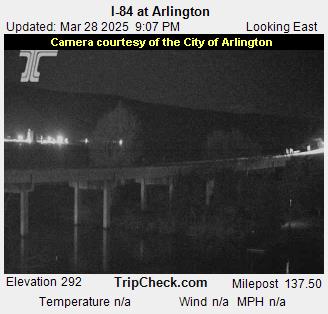 I-84 at Arlington
Updated: Mar 28 2025 9:07 PM Looking East
Camera courtesy of the City of Arlington
Elevation 292 TripCheck.com Milepost 137.50
Temperature n/a Wind n/a MPH n/a